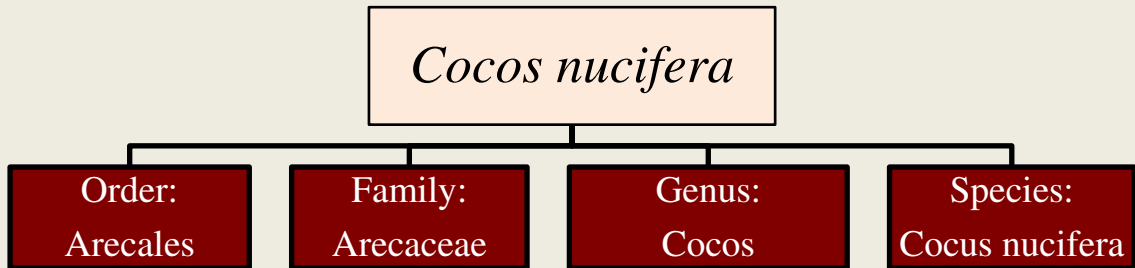 Cocos nucifera
Order:
Arecales
Family:
Arecaceae
Genus:
Cocos
Species:
Cocus nucifera